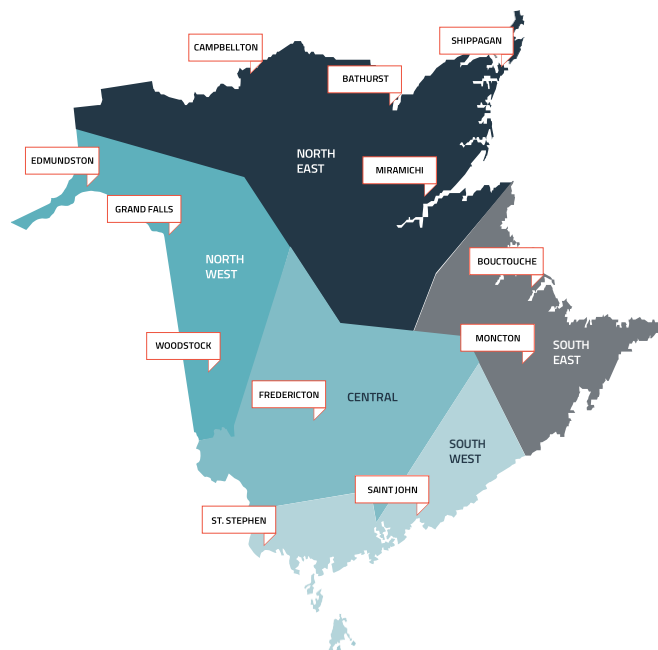 SHIPPAGAN
CAMPBELLTON
BATHURST
NORTH
EAST
MIRAMICHI
EDMUNDSTON
GRAND FALLS
NORTH
WEST
BOUCTOUCHE
WOODSTOCK
MONCTON
SOUTH
EAST
FREDERICTON
CENTRAL
SOUTH
WEST
SAINT JOHN
ST. STEPHEN